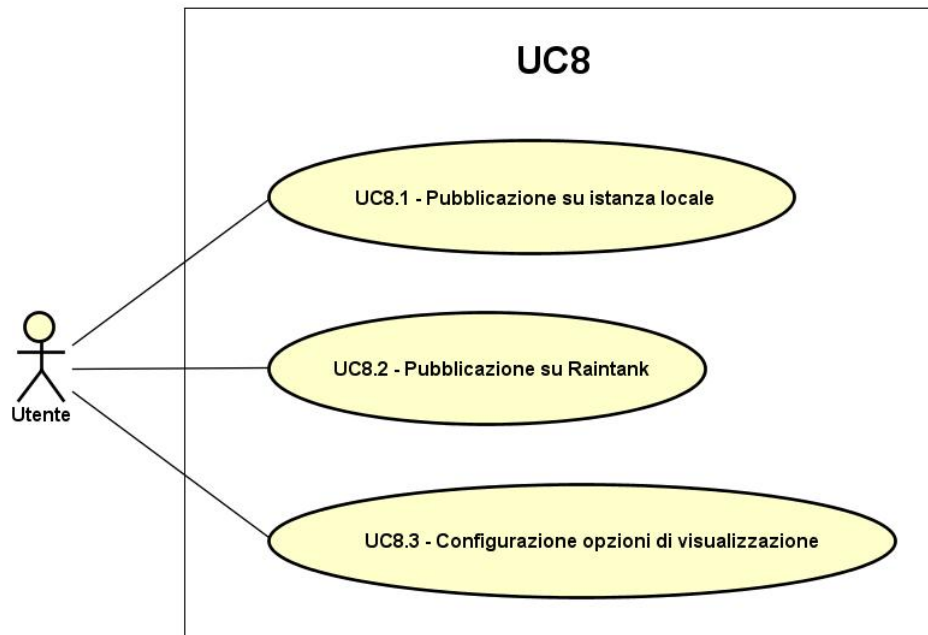 UC8
UC8.1 - Pubblicazione su istanza locale
UC8.2 - Pubblicazione su Raintank
Utente
UC8.3 - Configurazione opzioni di visualizzazione